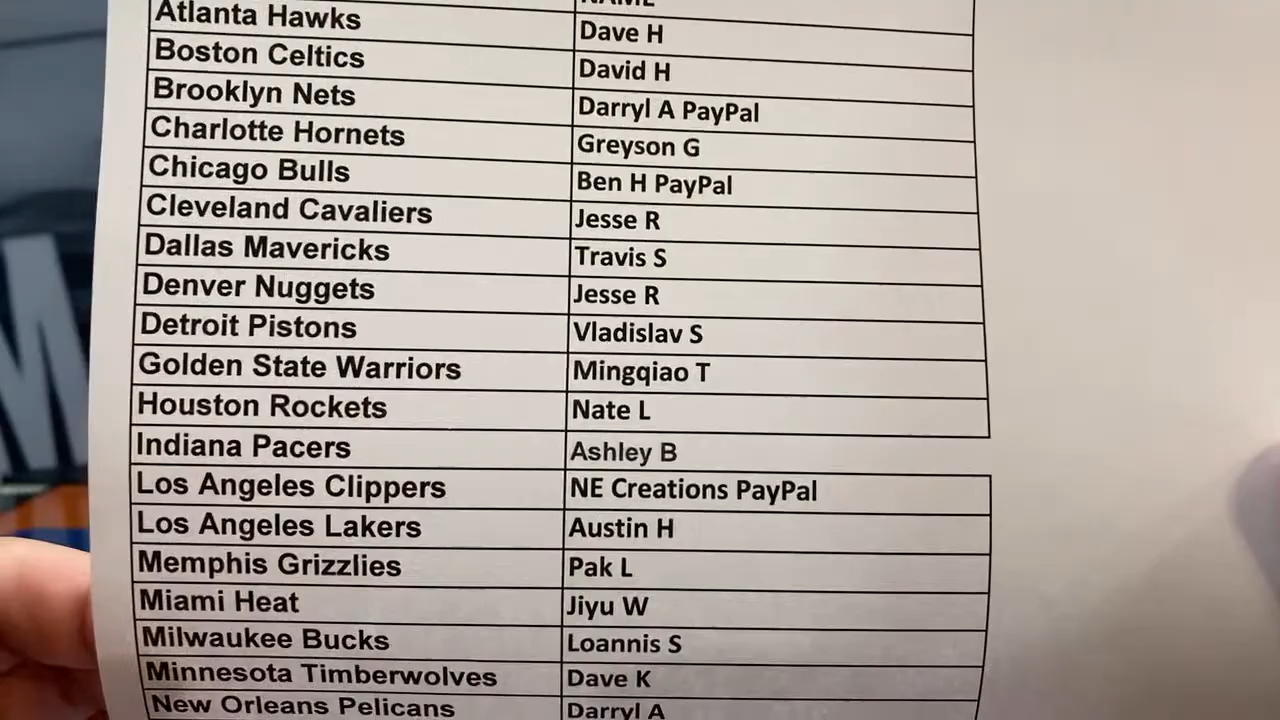 NAME
Atlanta Hawks Dave H
Boston Celtics David H
Brooklyn Nets Darryl A PayPal
Charlotte Hornets Greyson G
Chicago Bulls Ben H PayPal
Cleveland Cavaliers Jesse R
Dallas Mavericks Travis S
Denver Nuggets Jesse R
Detroit Pistons Vladislav S
Golden State Warriors Mingqiao T
Houston Rockets Nate L
Indiana Pacers Ashley B
Los Angeles Clippers NE Creations PayPal
Los Angeles Lakers Austin H
Memphis Grizzlies Pak L
Miami Heat Jiyu W
Milwaukee Bucks Loannis S
Minnesota Timberwolves Dave K
New Orleans Pelicans Darryl A
M